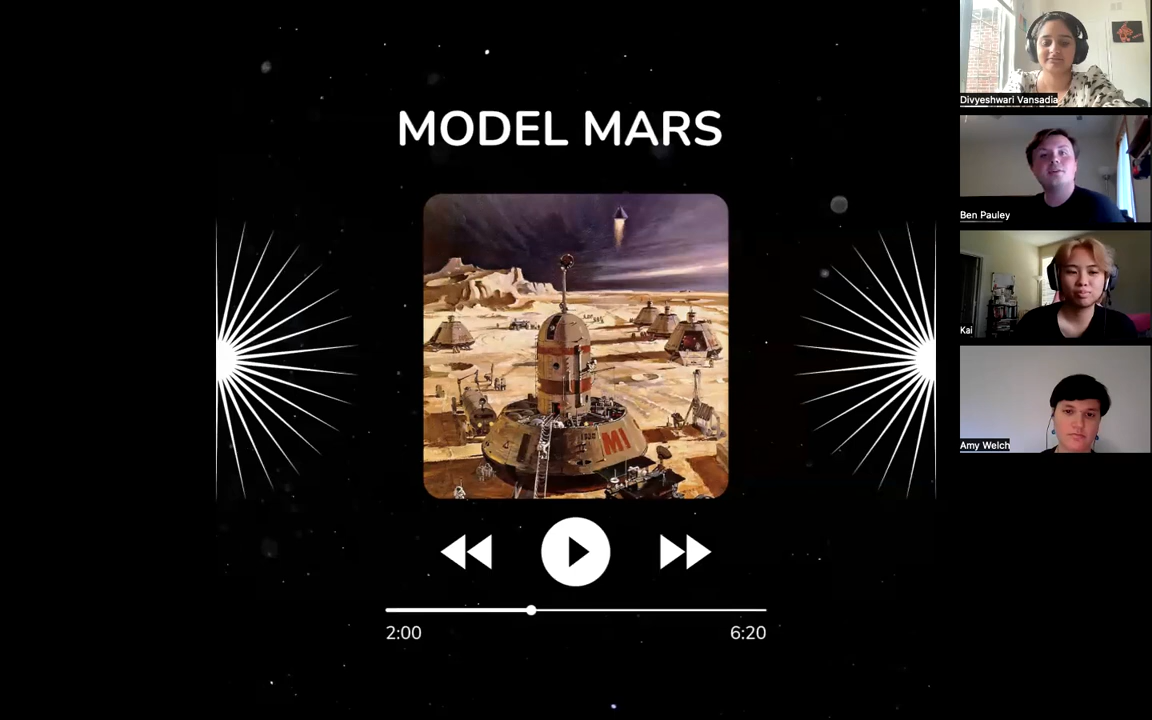 MODEL MARS
M1
2:00
6:20
Divyeshwari Vansadia
Ben Pauley
Kai
Amy Welch